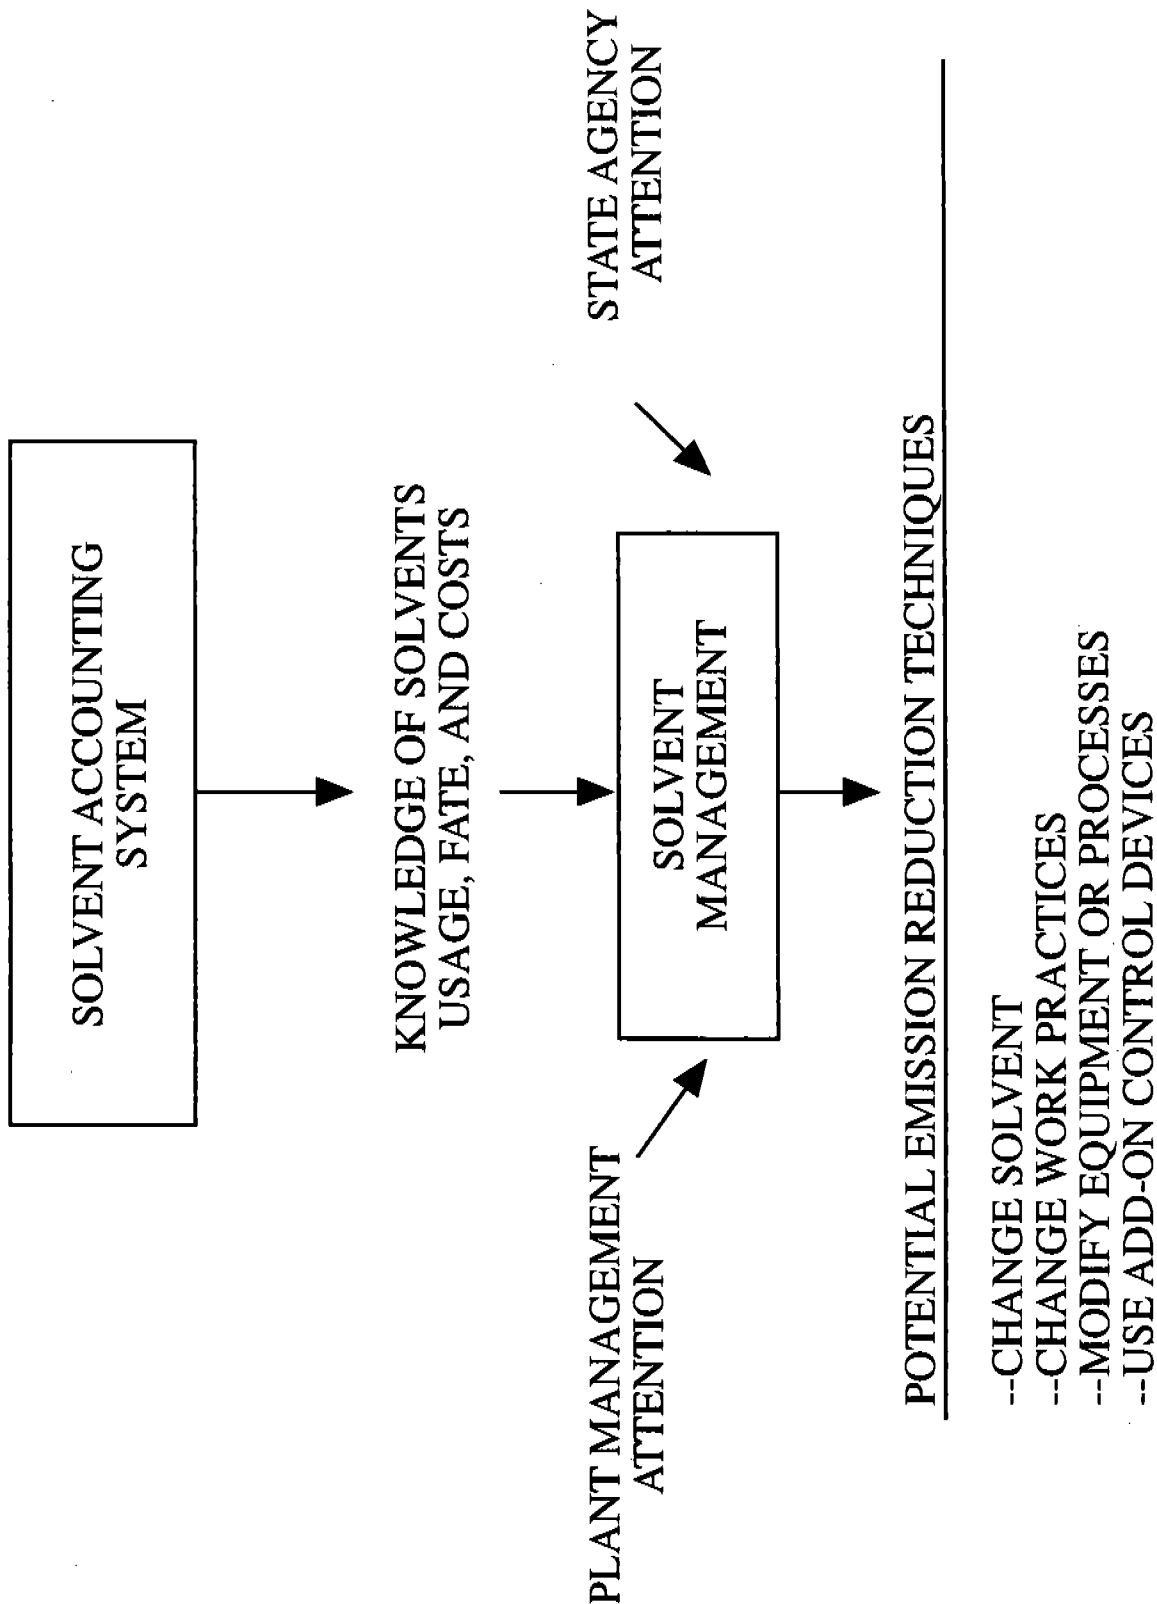 SOLVENT ACCOUNTING
SYSTEM
KNOWLEDGE OF SOLVENTS
USAGE, FATE, AND COSTS
PLANT MANAGEMENT
ATTENTION
STATE AGENCY
ATTENTION
SOLVENT
MANAGEMENT
POTENTIAL EMISSION REDUCTION TECHNIQUES
--CHANGE SOLVENT
--CHANGE WORK PRACTICES
--MODIFY EQUIPMENT OR PROCESSES
--USE ADD-ON CONTROL DEVICES